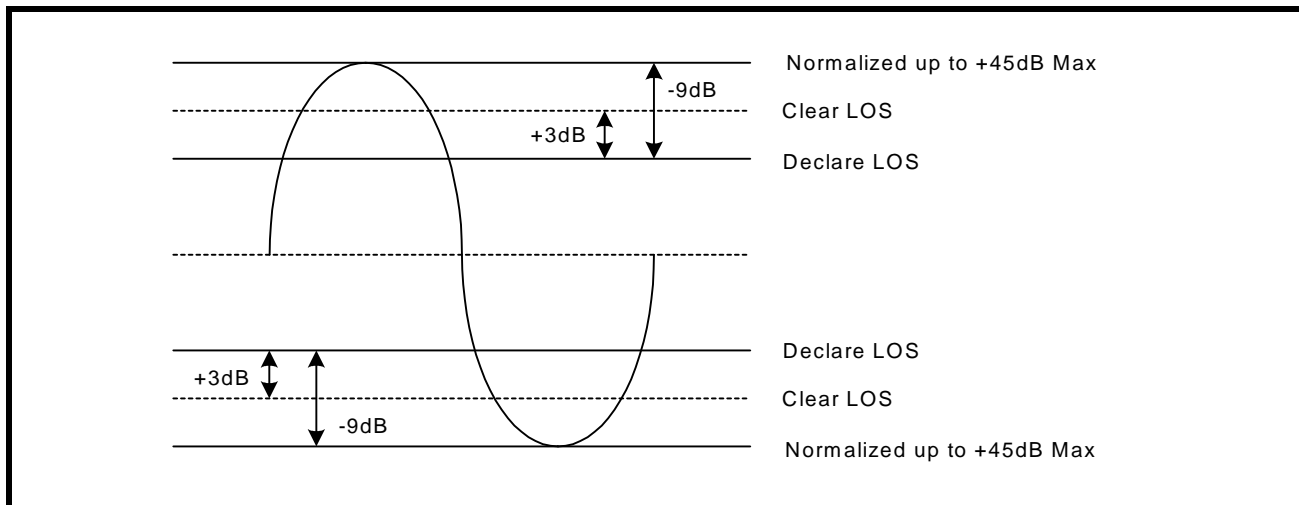 Normalized up to +45dB Max
-9dB
Clear LOS
+3dB
Declare LOS
Declare LOS
+3dB
Clear LOS
-9dB
Normalized up to +45dB Max